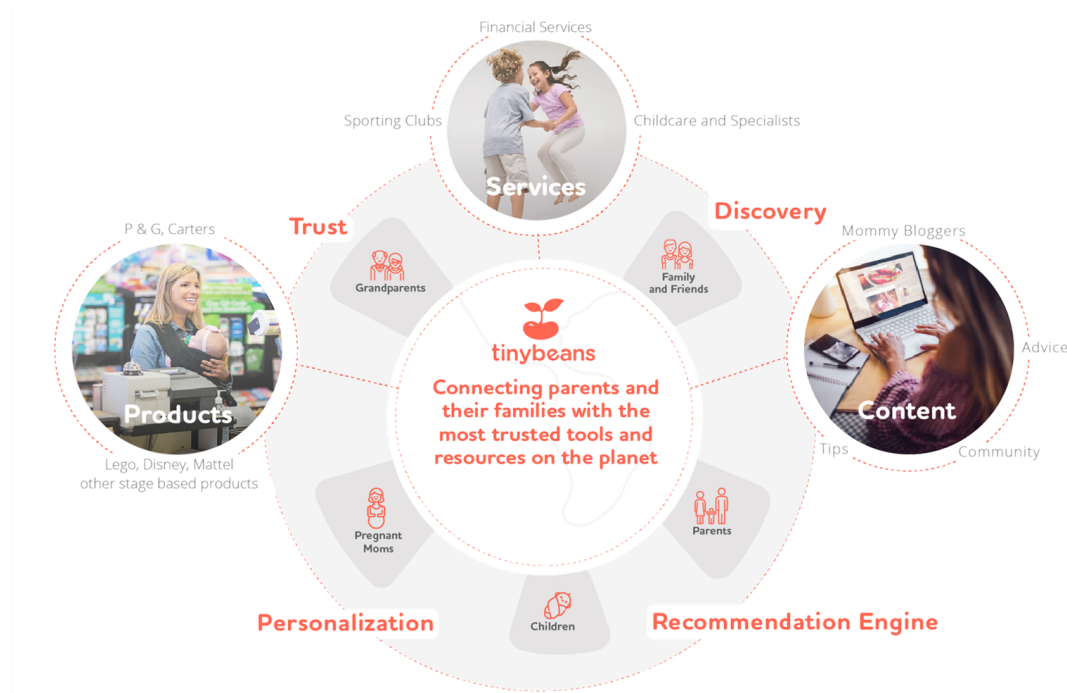 Financial Services
Sporting Clubs
Childcare and Specialists
Services
Trust
Discovery
P & G, Carters
Mommy Bloggers
Grandparents
Family
and Friends
tinybeans
Connecting parents and
their families with the
most trusted tools and
resources on the planet
Products
Content
Advice
Tips
Community
Lego, Disney, Mattel
other stage based products
Pregnant
Moms
Parents
Children
Personalization
Recommendation Engine